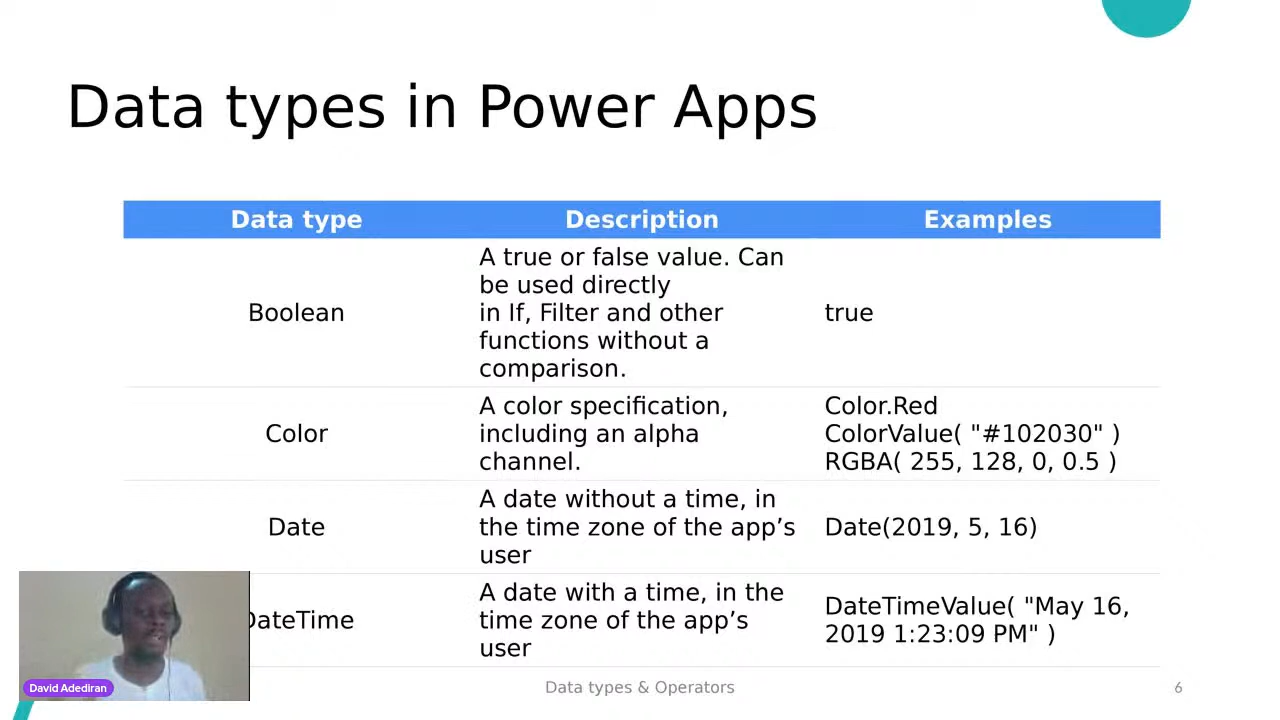 Data types in Power Apps
Data type
Description
Examples
Boolean
A true or false value. Can
be used directly
in If, Filter and other
functions without a
comparison.
true
Color
A color specification,
including an alpha
channel.
Color.Red
ColorValue( "#102030" )
RGBA( 255, 128, 0, 0.5 )
Date
A date without a time, in
the time zone of the app’s
user
Date(2019, 5, 16)
DateTime
A date with a time, in the
time zone of the app’s
user
DateTimeValue( "May 16,
2019 1:23:09 PM" )
David Adediran
Data types & Operators
6